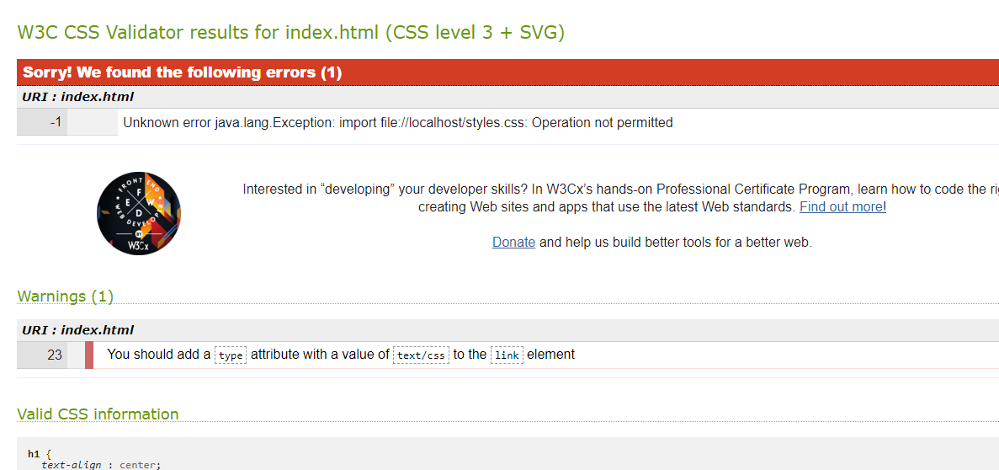 W3C CSS Validator results for index.html (CSS level 3 + SVG)
Sorry! We found the following errors (1)
URI : index.html
-1 Unknown error java.lang.Exception: import file://localhost/styles.css: Operation not permitted
FRONT END
F
E W
D
WEB DEVELOPER
BY
W3Cx
Interested in “developing” your developer skills? In W3Cx’s hands-on Professional Certificate Program, learn how to code the
creating Web sites and apps that use the latest Web standards. Find out more!
Donate and help us build better tools for a better web.
Warnings (1)
URI : index.html
23 You should add a type attribute with a value of text/css to the link element
Valid CSS information
h1 {
text-align : center;